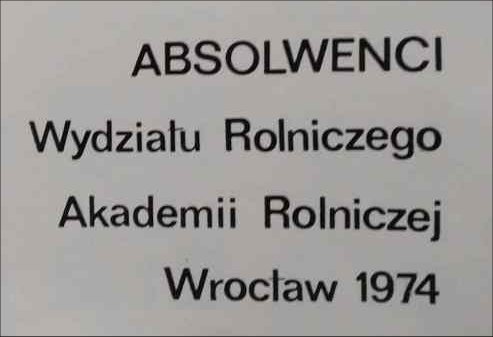 ABSOLWENCI
Wydziału Rolniczego
Akademii Rolniczej
Wrocław 1974